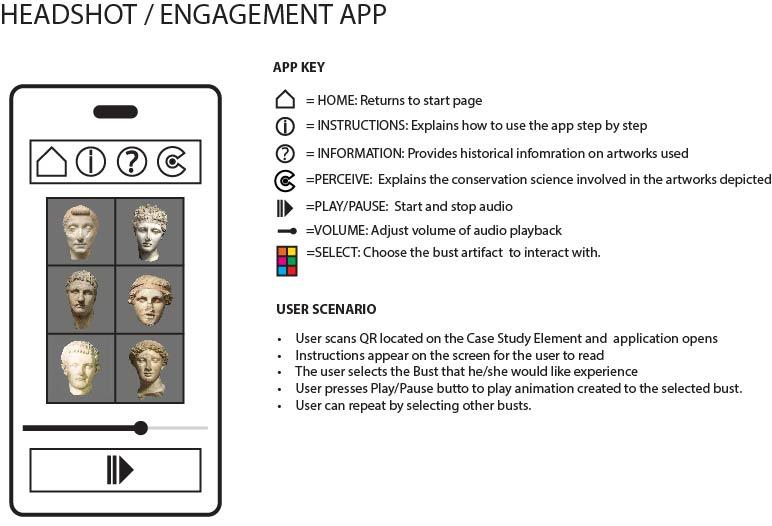 HEADSHOT / ENGAGEMENT APP
APP KEY
= HOME: Returns to start page
= INSTRUCTIONS: Explains how to use the app step by step
= INFORMATION: Provides historical infomration on artworks used
=PERCEIVE: Explains the conservation science involved in the artworks depicted
=PLAY/PAUSE: Start and stop audio
=VOLUME: Adjust volume of audio playback
=SELECT: Choose the bust artifact to interact with.
USER SCENARIO
• User scans QR located on the Case Study Element and application opens
• Instructions appear on the screen for the user to read
• The user selects the Bust that he/she would like experience
• User presses Play/Pause butto to play animation created to the selected bust.
• User can repeat by selecting other busts.